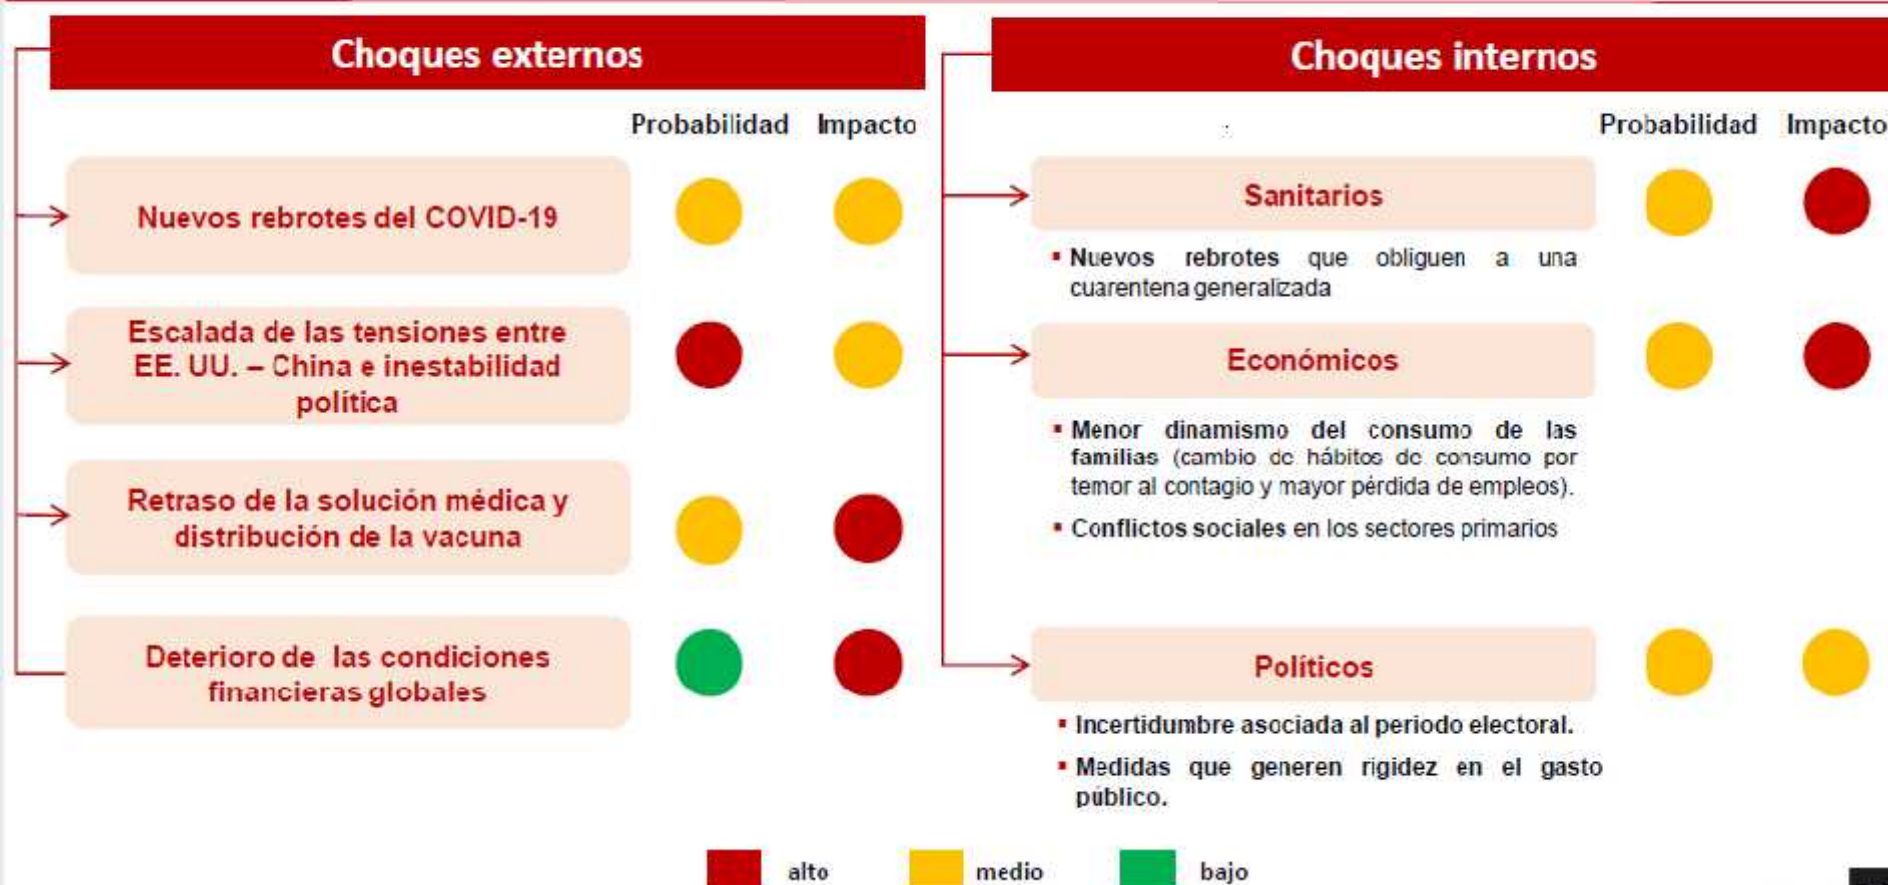 Choques externos
Probabilidad Impacto
Nuevos rebrotes del COVID-19
Escalada de las tensiones entre
EE. UU. – China e inestabilidad
política
Retraso de la solución médica y
distribución de la vacuna
Deterioro de las condiciones
financieras globales
Choques internos
Probabilidad Impacto
Sanitarios
▪ Nuevos rebrotes que obliguen a una
cuarentena generalizada
Económicos
▪ Menor dinamismo del consumo de las
familias (cambio de hábitos de consumo por
temor al contagio y mayor pérdida de empleos).
▪ Conflictos sociales en los sectores primarios
Políticos
▪ Incertidumbre asociada al periodo electoral.
▪ Medidas que generen rigidez en el gasto
público.
alto medio bajo